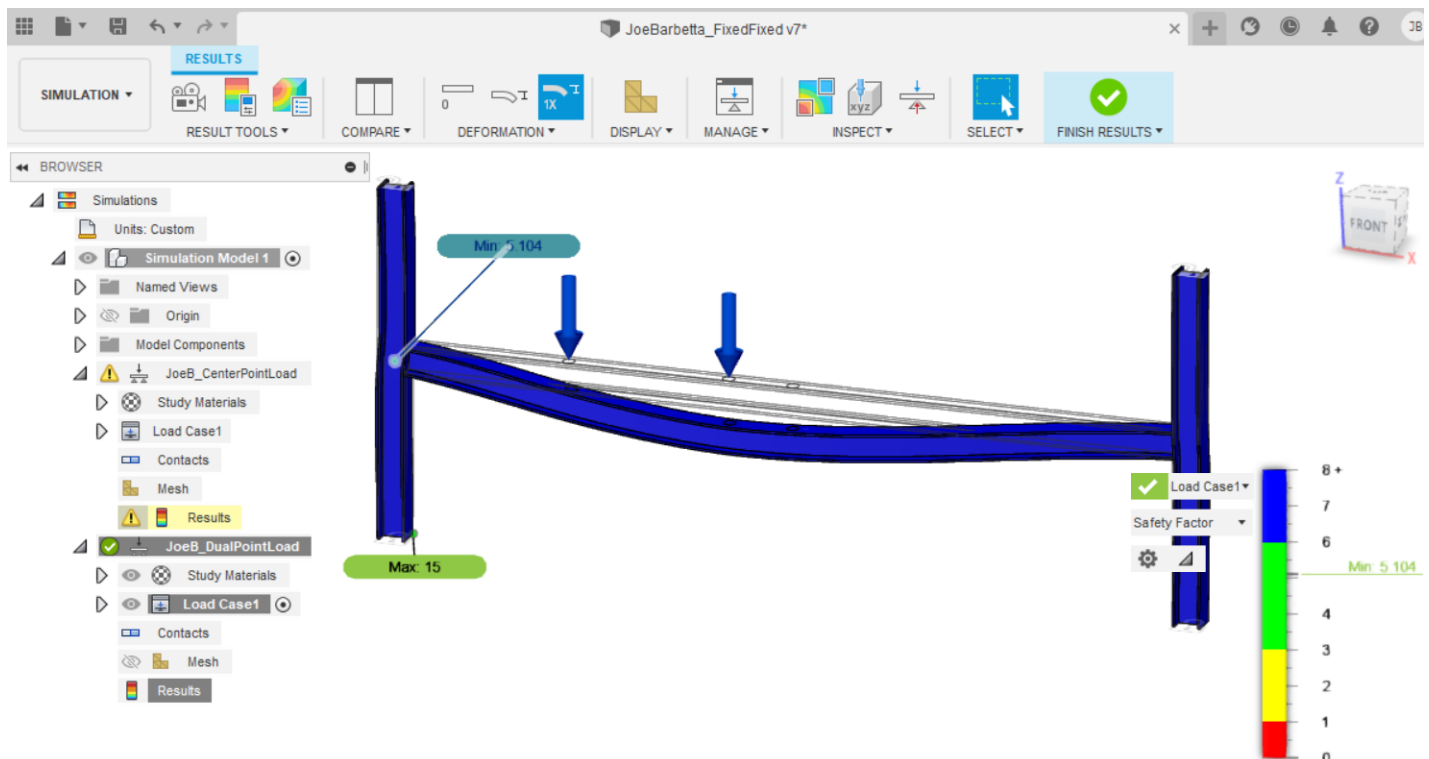 JoeBarbetta_FixedFixed v7*
JB
RESULTS
SIMULATION
0
1X
xyz
RESULT TOOLS
COMPARE
DEFORMATION
DISPLAY
MANAGE
INSPECT
SELECT
FINISH RESULTS
BROWSER
Simulations
Units: Custom
Simulation Model 1
Named Views
Origin
Model Components
JoeB_CenterPointLoad
Study Materials
Load Case1
Contacts
Mesh
Results
JoeB_DualPointLoad
Study Materials
Load Case1
Contacts
Mesh
Results
Min: 5.104
Max: 15
Z
FRONT
X
Load Case1
Safety Factor
8 +
7
6
Min: 5.104
4
3
2
1
0